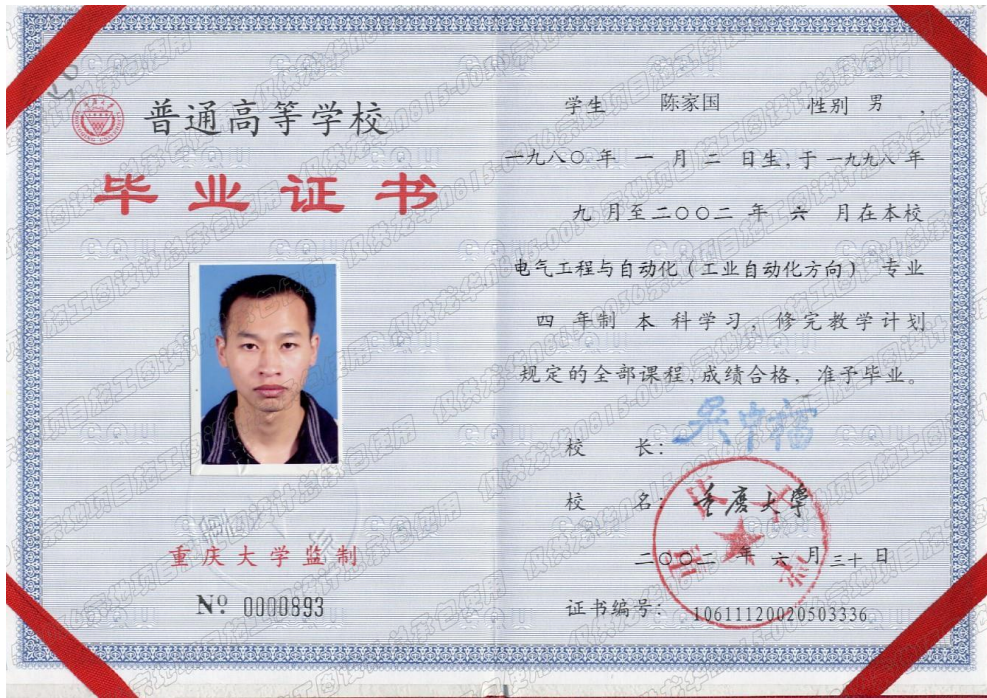 普通高等学校
毕业证书
重庆大学监制
№ 0000893
学生 陈家国 性别 男，
一九八〇年 一 月 二 日生,于一九九八年
九 月至二〇〇二 年 六 月在本校
电气工程与自动化(工业自动化方向) 专业
四 年制 本 科学习，修完教学计划
规定的全部课程,成绩合格，准予毕业。
校 长: 吴中福
校 名: 重庆大学
二〇〇二 年 六 月 三十 日
证书编号: 10611120020503336